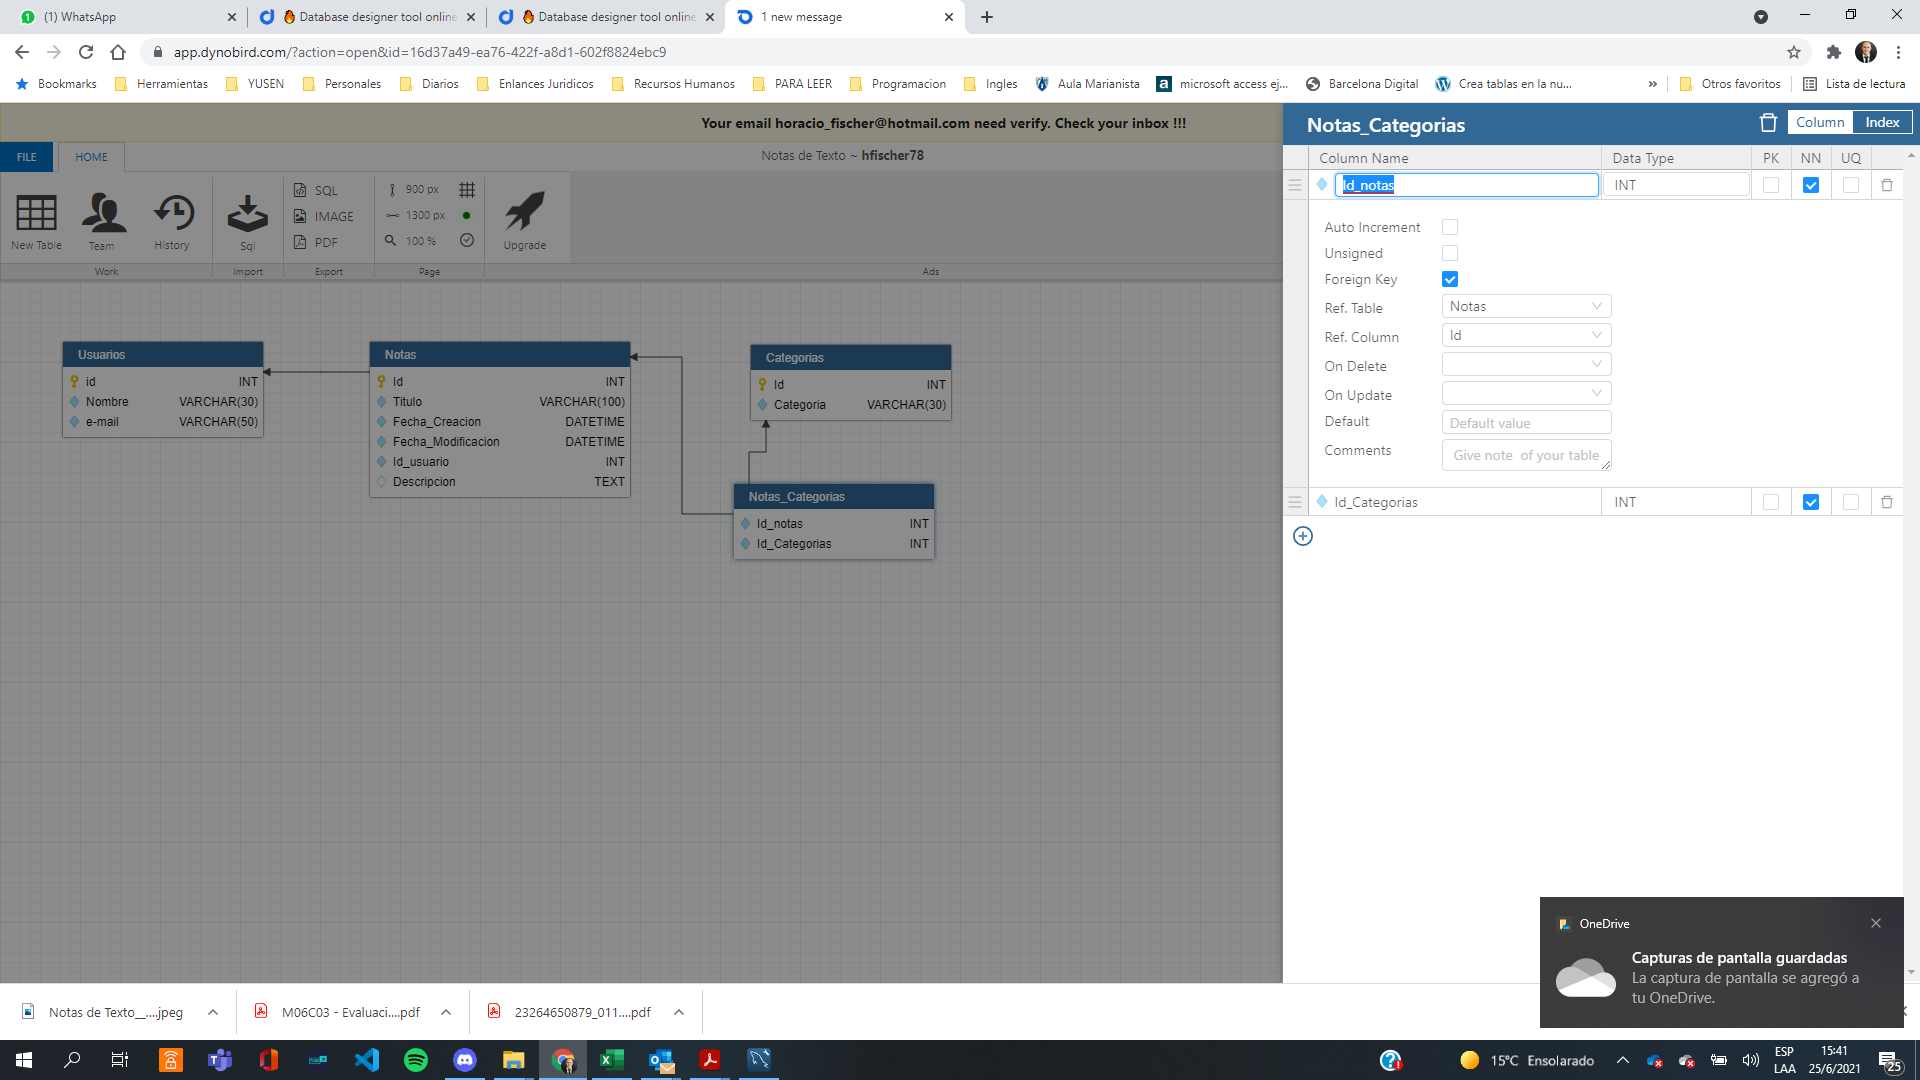 (1) WhatsApp
Database designer tool online
Database designer tool online
1 new message
app.dynobird.com/?action=open&id=16d37a49-ea76-422f-a8d1-602f8824ebc9
Bookmarks
Herramientas
YUSEN
Personales
Diarios
Enlances Juridicos
Recursos Humanos
PARA LEER
Programacion
Ingles
Aula Marianista
microsoft access ej...
Barcelona Digital
Crea tablas en la nu...
»
Otros favoritos
Lista de lectura
Your email horacio_fischer@hotmail.com need verify. Check your inbox !!!
FILE
HOME
Notas de Texto ~ hfischer78
New Table
Team
History
Work
Sql
Import
SQL
IMAGE
PDF
Export
900 px
1300 px
100 %
Page
Upgrade
Ads
Usuarios
id INT
Nombre VARCHAR(30)
e-mail VARCHAR(50)
Notas
Id INT
Titulo VARCHAR(100)
Fecha_Creacion DATETIME
Fecha_Modificacion DATETIME
Id_usuario INT
Descripcion TEXT
Categorias
Id INT
Categoria VARCHAR(30)
Notas_Categorias
Id_notas INT
Id_Categorias INT
Notas_Categorias
Column
Index
Column Name Data Type PK NN UQ
Id_notas INT
Auto Increment
Unsigned
Foreign Key
Ref. Table Notas
Ref. Column Id
On Delete
On Update
Default Default value
Comments Give note of your table
Id_Categorias INT
OneDrive
Capturas de pantalla guardadas
La captura de pantalla se agregó a
tu OneDrive.
Notas de Texto__....jpeg
M06C03 - Evaluaci....pdf
23264650879_011....pdf
15°C Ensolarado
ESP
LAA
15:41
25/6/2021
25